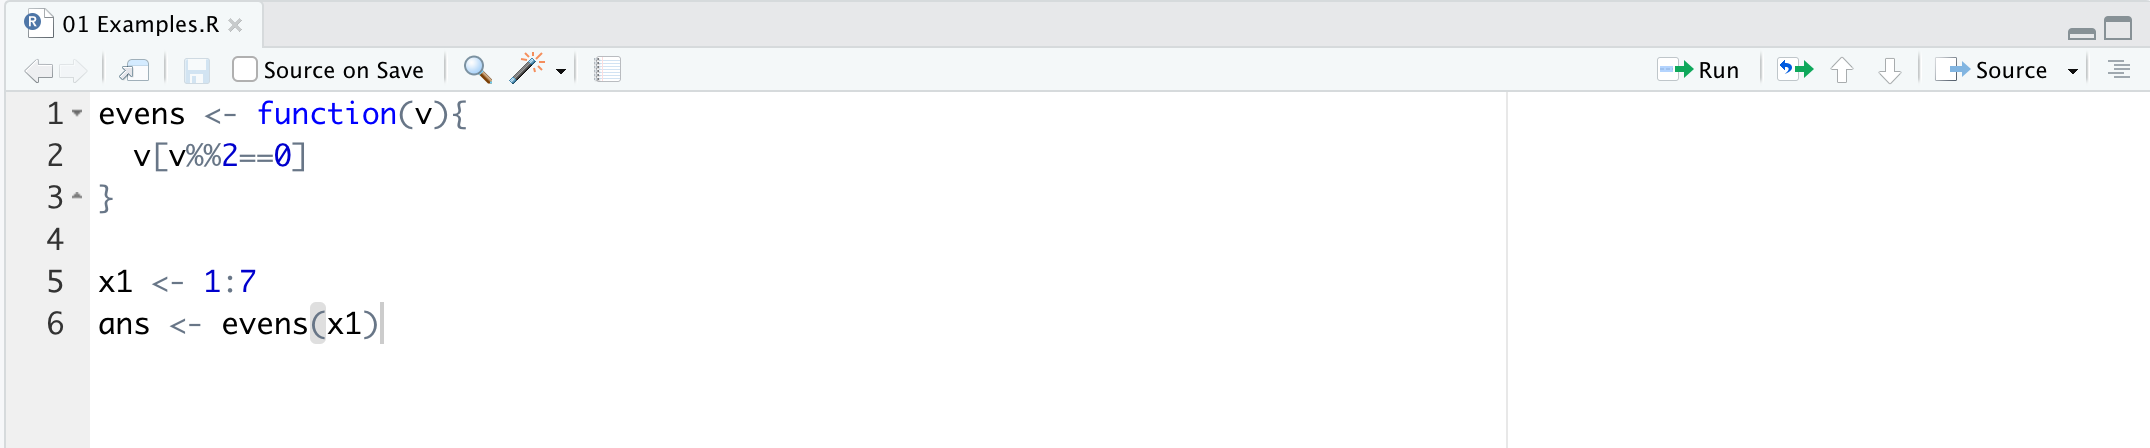 01 Examples.R
Source on Save
Run
Source
1 evens <- function(v){
2   v[v%%2==0]
3 }
4
5 x1 <- 1:7
6 ans <- evens(x1)